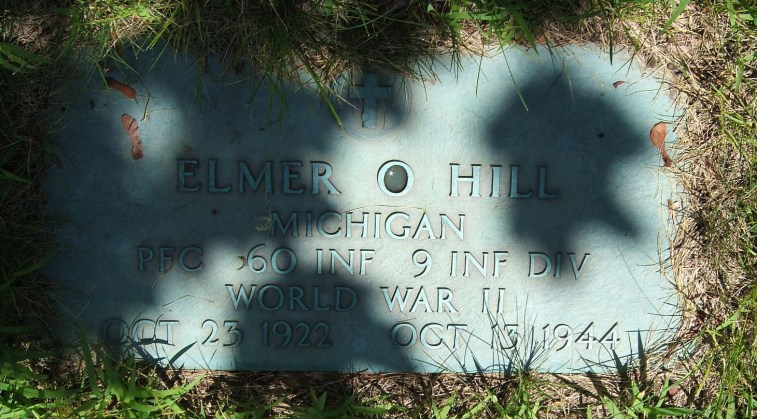 ELMER O HILL
MICHIGAN
PFC 60 INF 9 INF DIV
WORLD WAR II
OCT 23 1922 OCT 13 1944